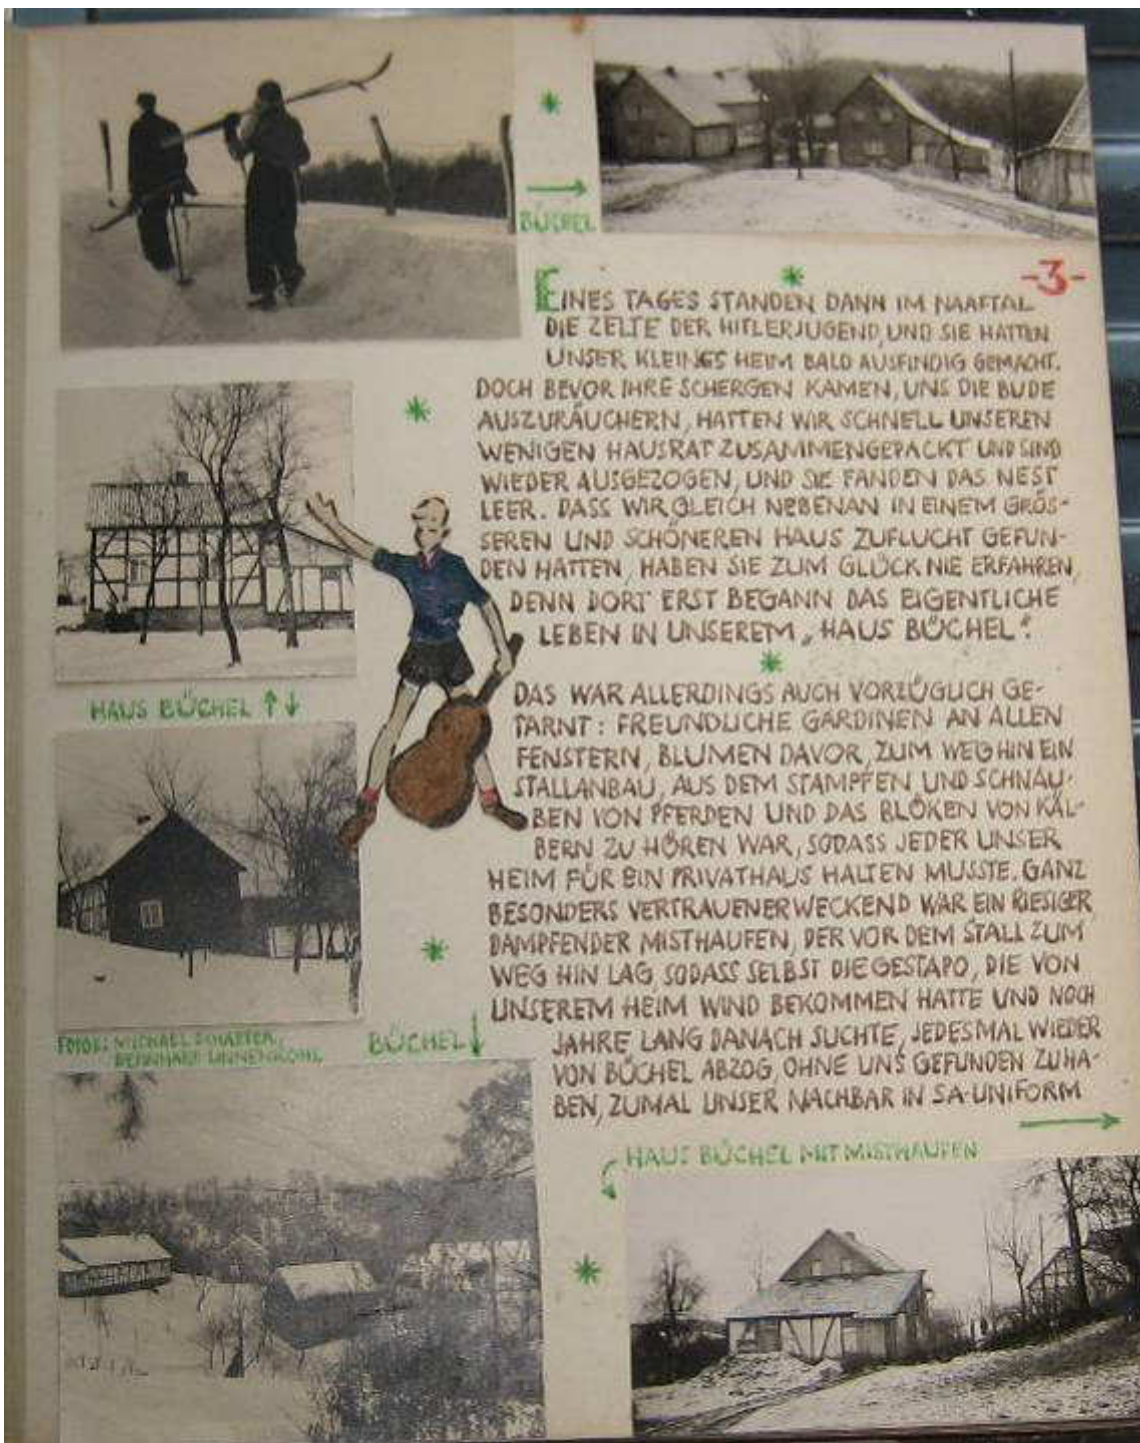 BÜCHEL
-3-
EINES TAGES STANDEN DANN IM NAAFTAL
DIE ZELTE DER HITLERJUGEND, UND SIE HATTEN
UNSER KLEINES HEIM BALD AUSFINDIG GEMACHT.
DOCH BEVOR IHRE SCHERGEN KAMEN, UNS DIE BUDE
AUSZURÄUCHERN, HATTEN WIR SCHNELL UNSEREN
WENIGEN HAUSRAT ZUSAMMENGEPACKT UND SIND
WIEDER AUSGEZOGEN, UND SIE FANDEN DAS NEST
LEER. DASS WIR GLEICH NEBENAN IN EINEM GRÖS-
SEREN UND SCHÖNEREN HAUS ZUFLUCHT GEFUN-
DEN HATTEN, HABEN SIE ZUM GLÜCK NIE ERFAHREN,
DENN DORT ERST BEGANN DAS EIGENTLICHE
LEBEN IN UNSEREM „HAUS BÜCHEL".
DAS WAR ALLERDINGS AUCH VORZÜGLICH GE-
TARNT: FREUNDLICHE GARDINEN AN ALLEN
FENSTERN, BLUMEN DAVOR, ZUM WEG HIN EIN
STALLANBAU, AUS DEM STAMPFEN UND SCHNAU-
BEN VON PFERDEN UND DAS BLÖKEN VON KÄL-
BERN ZU HÖREN WAR, SODASS JEDER UNSER
HEIM FÜR EIN PRIVATHAUS HALTEN MUSSTE. GANZ
BESONDERS VERTRAUENERWECKEND WAR EIN RIESIGER,
DAMPFENDER MISTHAUFEN, DER VOR DEM STALL ZUM
WEG HIN LAG, SODASS SELBST DIE GESTAPO, DIE VON
UNSEREM HEIM WIND BEKOMMEN HATTE UND NOCH
JAHRE LANG DANACH SUCHTE, JEDESMAL WIEDER
VON BÜCHEL ABZOG, OHNE UNS GEFUNDEN ZU HA-
BEN, ZUMAL UNSER NACHBAR IN SA-UNIFORM
HAUS BÜCHEL ↑↓
FOTOS: MICHAEL SCHÄFER,
BERNHARD LINNENKOHL
BÜCHEL ↓
HAUS BÜCHEL MIT MISTHAUFEN